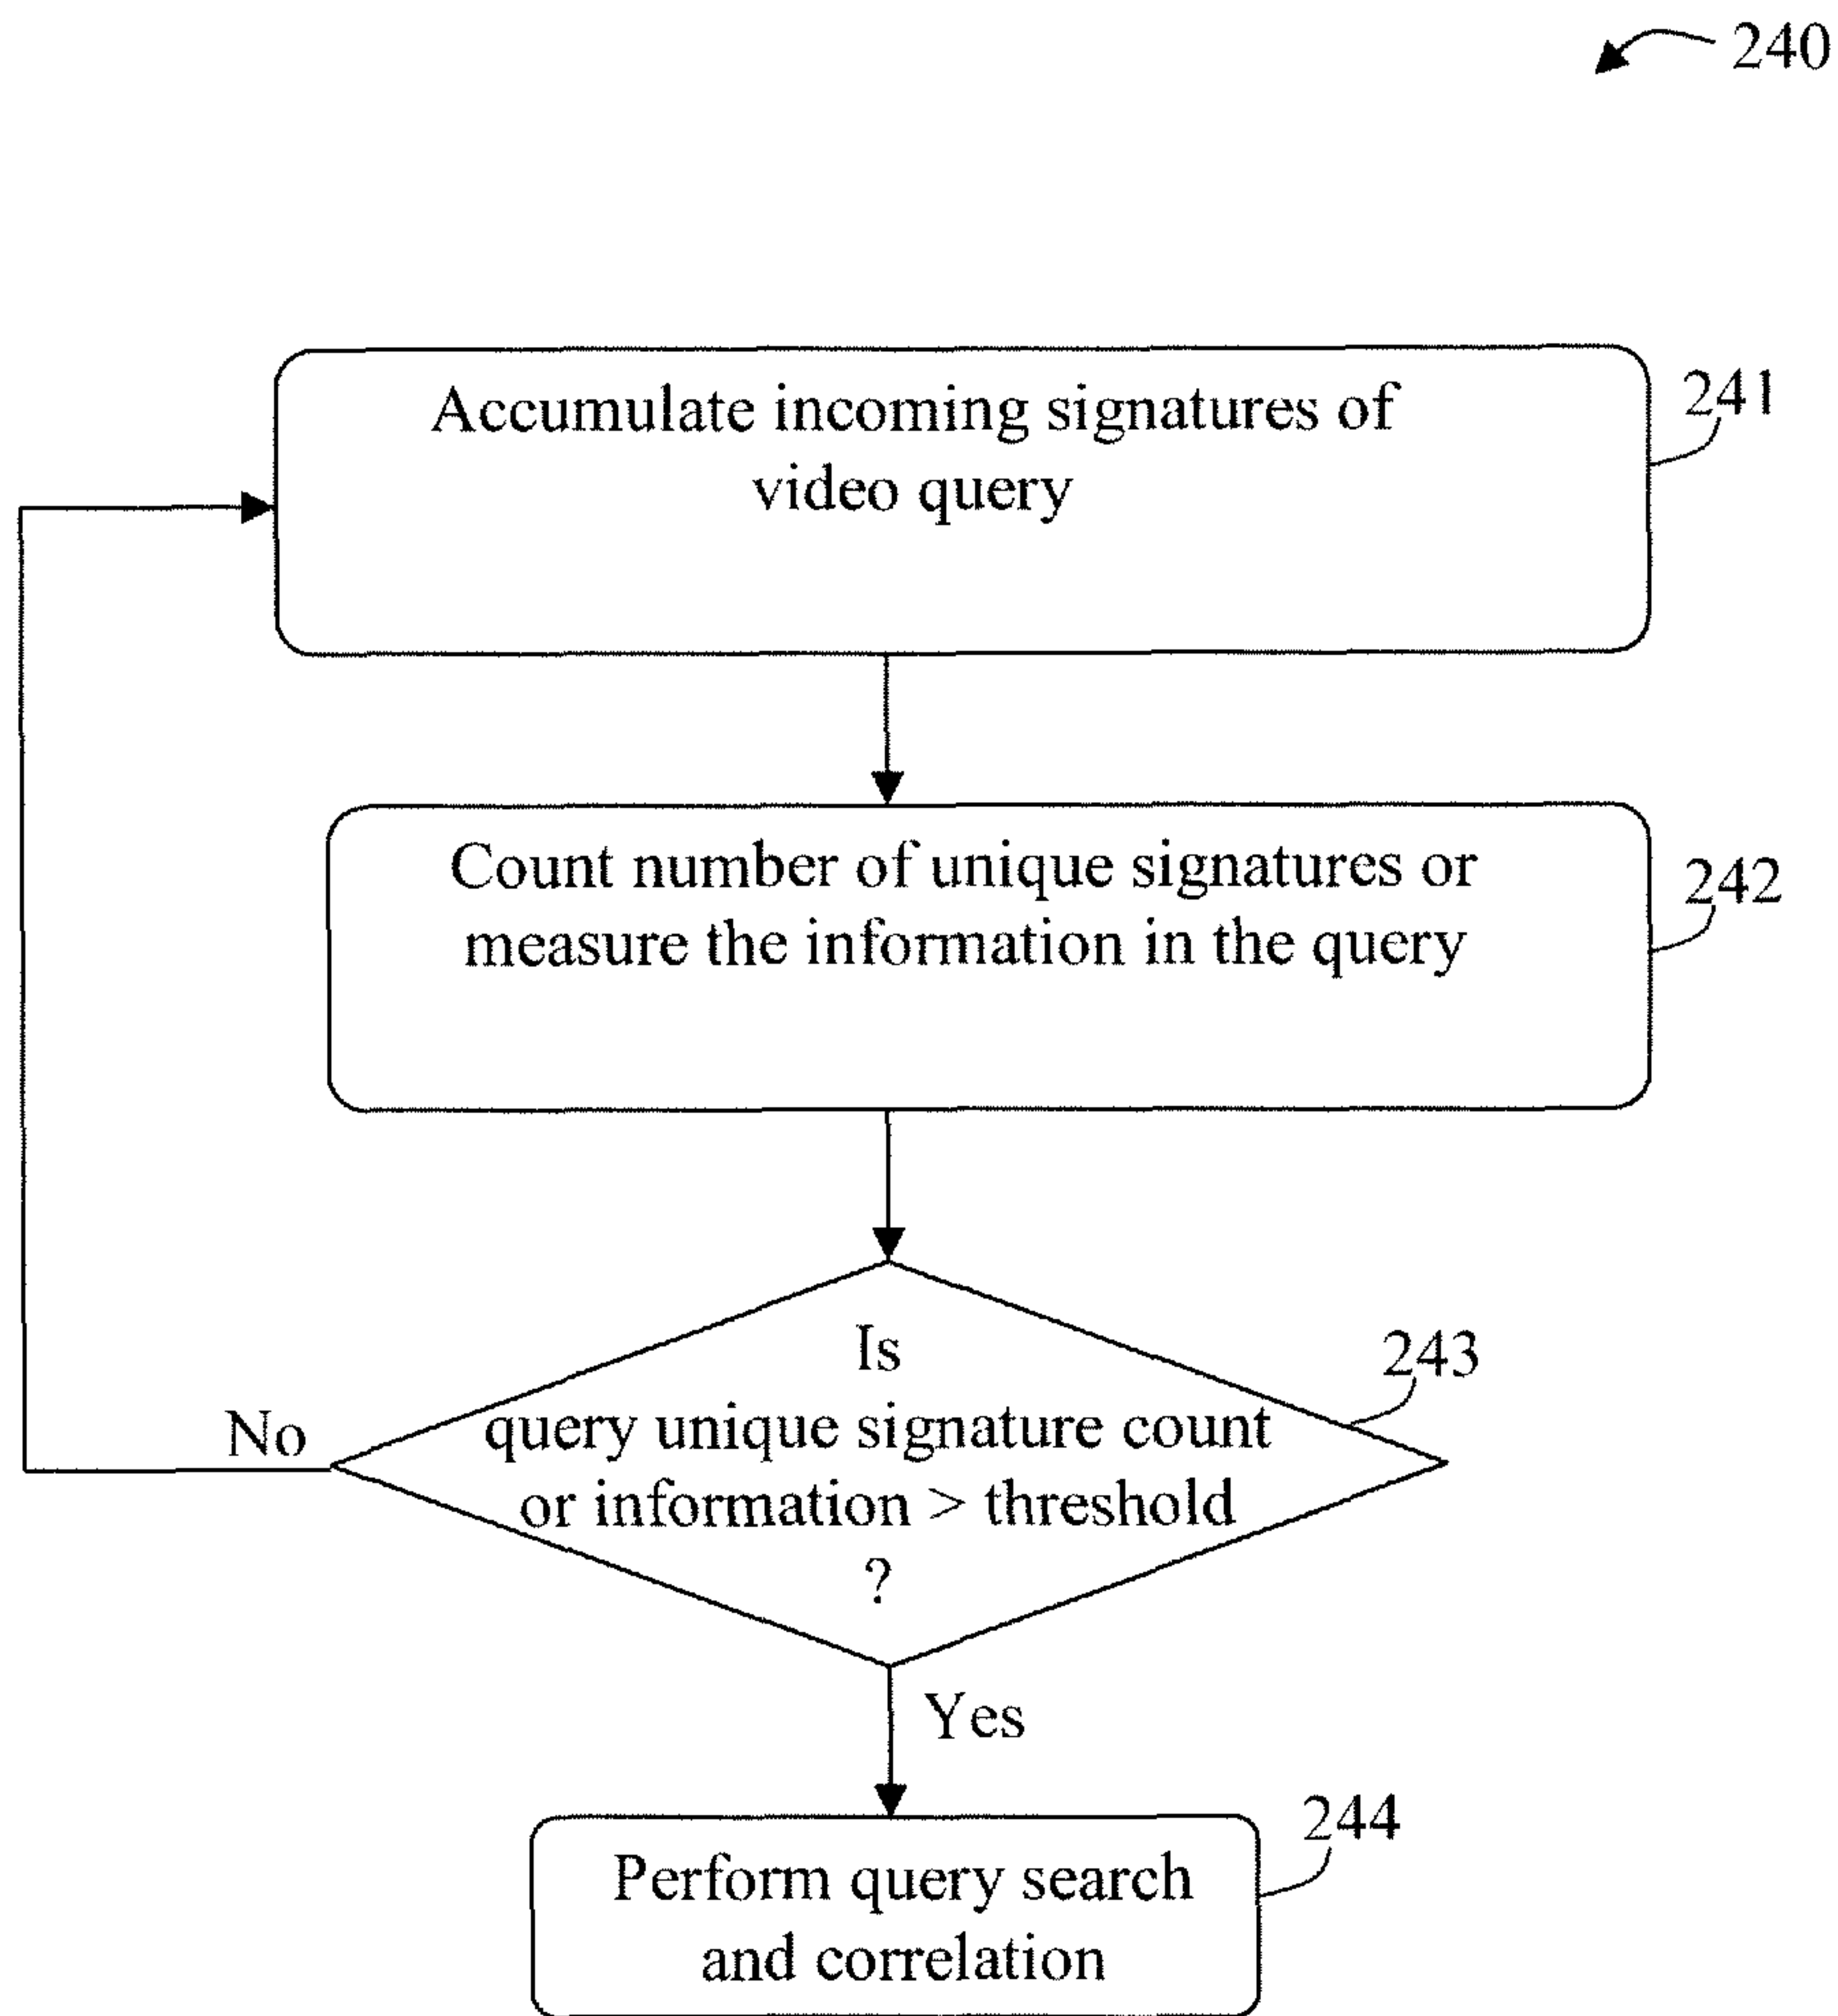 240
Accumulate incoming signatures of
video query
241
Count number of unique signatures or
measure the information in the query
242
Is
query unique signature count
or information > threshold
?
243
No
Yes
Perform query search
and correlation
244